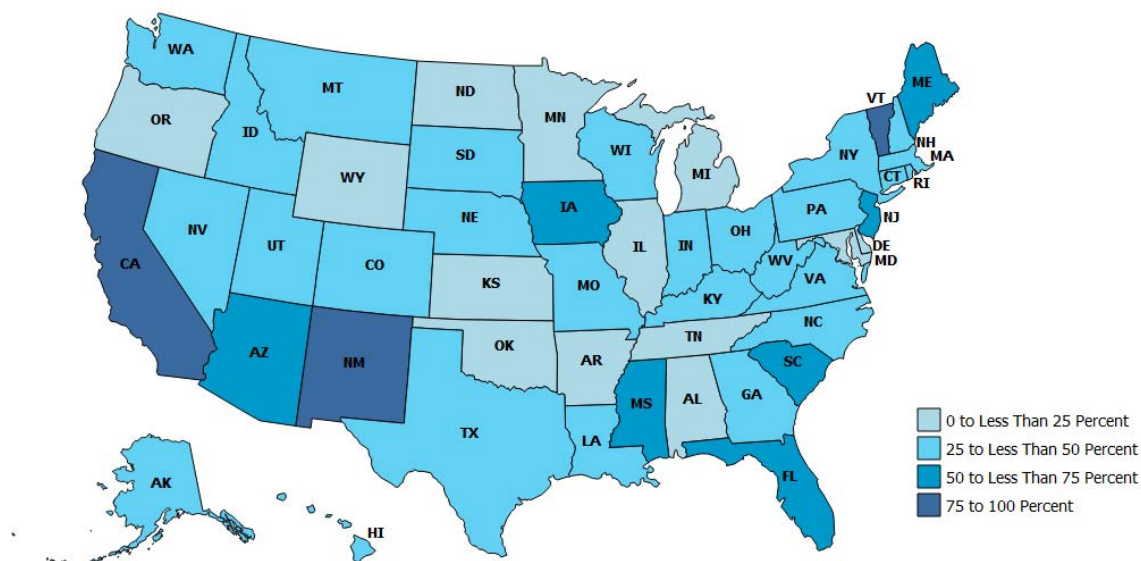 WA
MT
ND
MN
OR
ID
SD
WI
WY
MI
VT
ME
NH
NY
MA
CT
RI
IA
NE
PA
NJ
NV
UT
CO
IL
IN
OH
DE
MD
WV
VA
CA
KS
MO
KY
NC
TN
AZ
NM
OK
AR
SC
MS
AL
GA
TX
LA
FL
AK
HI
0 to Less Than 25 Percent
25 to Less Than 50 Percent
50 to Less Than 75 Percent
75 to 100 Percent